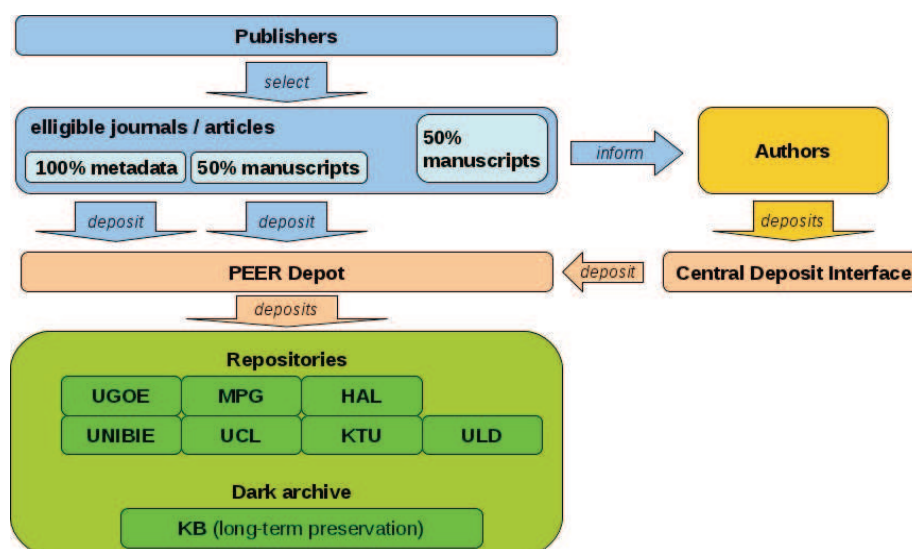 Publishers
select
elligible journals / articles
100% metadata
50% manuscripts
50%
manuscripts
inform
Authors
deposit
deposit
deposits
PEER Depot
deposit
Central Deposit Interface
deposits
Repositories
UGOE
MPG
HAL
UNIBIE
UCL
KTU
ULD
Dark archive
KB (long-term preservation)